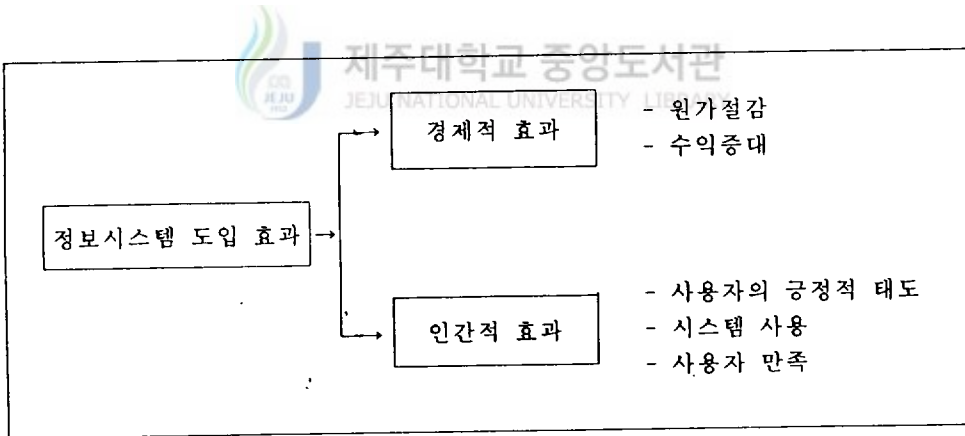 제주대학교 중앙도서관
JEJU NATIONAL UNIVERSITY LIBRARY
JEJU
경제적 효과
- 원가절감
- 수익증대
정보시스템 도입 효과
인간적 효과
- 사용자의 긍정적 태도
- 시스템 사용
- 사용자 만족